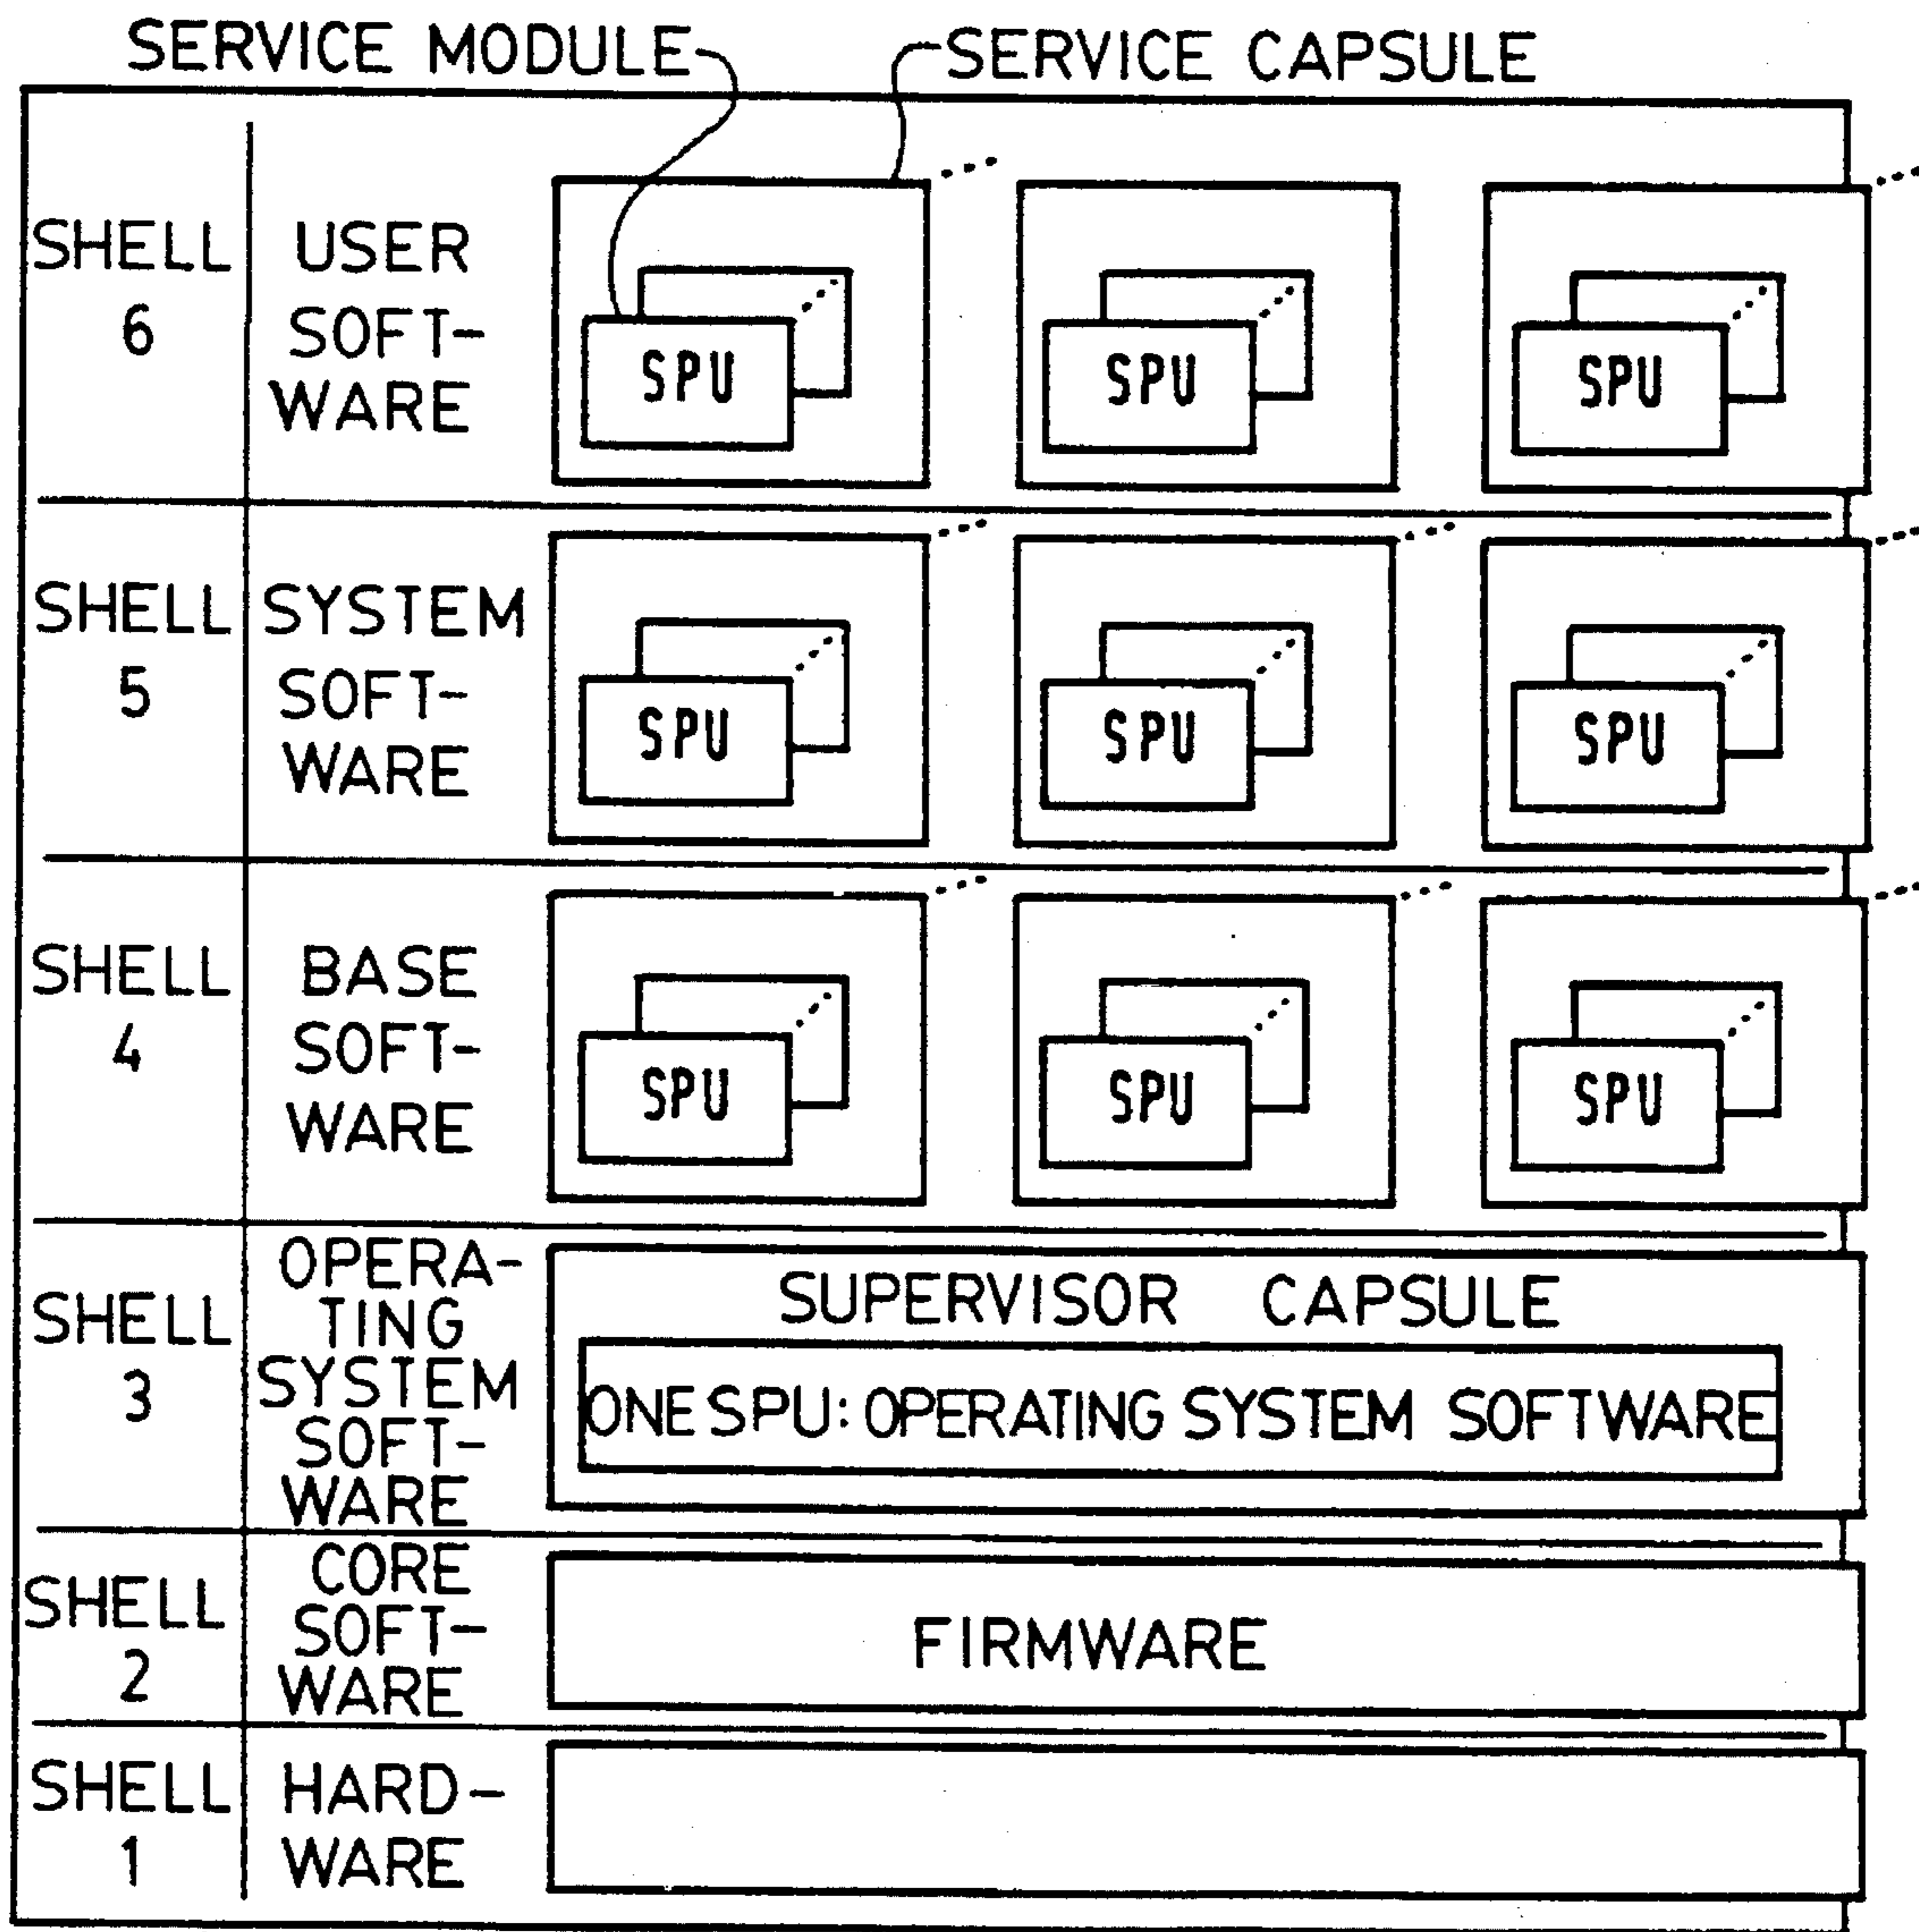 SERVICE MODULE
SERVICE CAPSULE
SHELL
6
USER
SOFT-
WARE
SPU
SPU
SPU
SHELL
5
SYSTEM
SOFT-
WARE
SPU
SPU
SPU
SHELL
4
BASE
SOFT-
WARE
SPU
SPU
SPU
SHELL
3
OPERA-
TING
SYSTEM
SOFT-
WARE
SUPERVISOR CAPSULE
ONE SPU: OPERATING SYSTEM SOFTWARE
SHELL
2
CORE
SOFT-
WARE
FIRMWARE
SHELL
1
HARD-
WARE